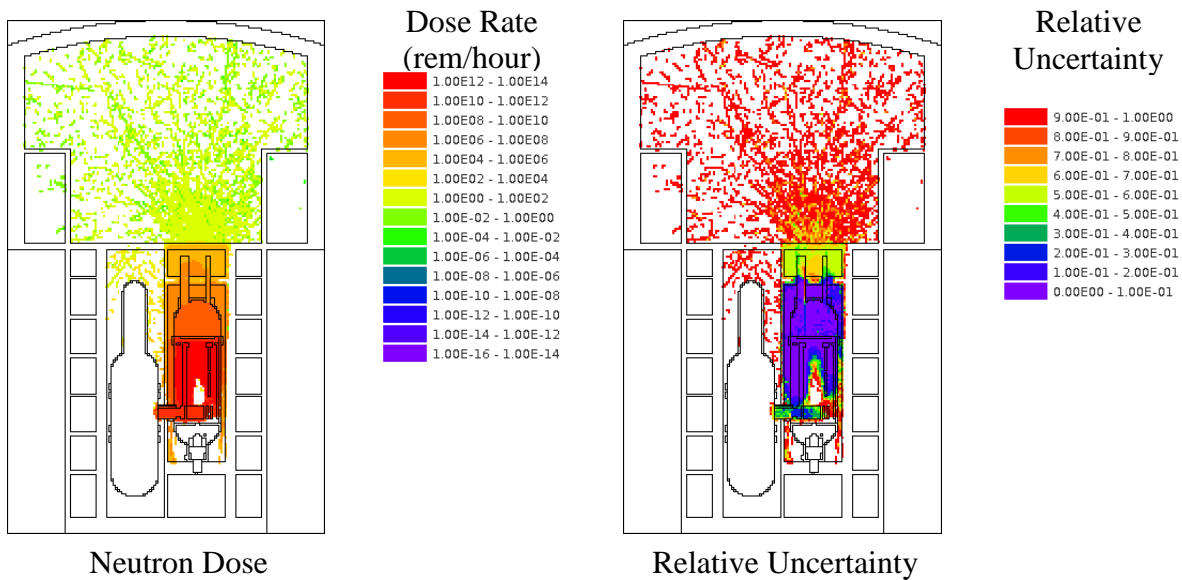 Dose Rate
(rem/hour)
1.00E12 - 1.00E14
1.00E10 - 1.00E12
1.00E08 - 1.00E10
1.00E06 - 1.00E08
1.00E04 - 1.00E06
1.00E02 - 1.00E04
1.00E00 - 1.00E02
1.00E-02 - 1.00E00
1.00E-04 - 1.00E-02
1.00E-06 - 1.00E-04
1.00E-08 - 1.00E-06
1.00E-10 - 1.00E-08
1.00E-12 - 1.00E-10
1.00E-14 - 1.00E-12
1.00E-16 - 1.00E-14
Neutron Dose
Relative
Uncertainty
9.00E-01 - 1.00E00
8.00E-01 - 9.00E-01
7.00E-01 - 8.00E-01
6.00E-01 - 7.00E-01
5.00E-01 - 6.00E-01
4.00E-01 - 5.00E-01
3.00E-01 - 4.00E-01
2.00E-01 - 3.00E-01
1.00E-01 - 2.00E-01
0.00E00 - 1.00E-01
Relative Uncertainty